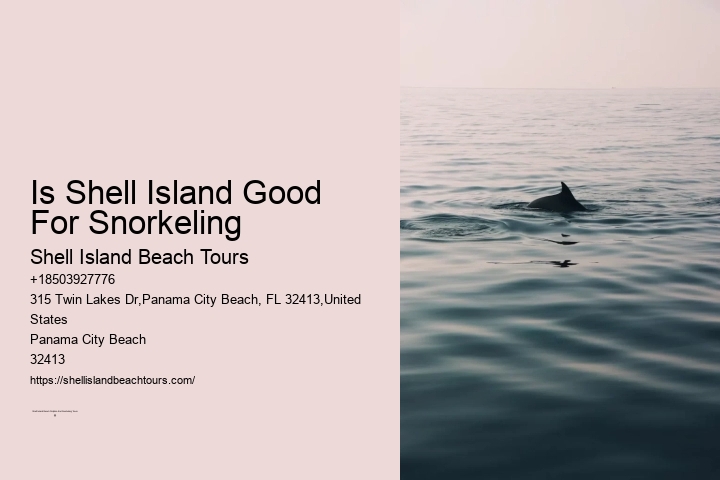 Is Shell Island Good
For Snorkeling
Shell Island Beach Tours
+18503927776
315 Twin Lakes Dr,Panama City Beach, FL 32413,United
States
Panama City Beach
32413
https://shellislandbeachtours.com/